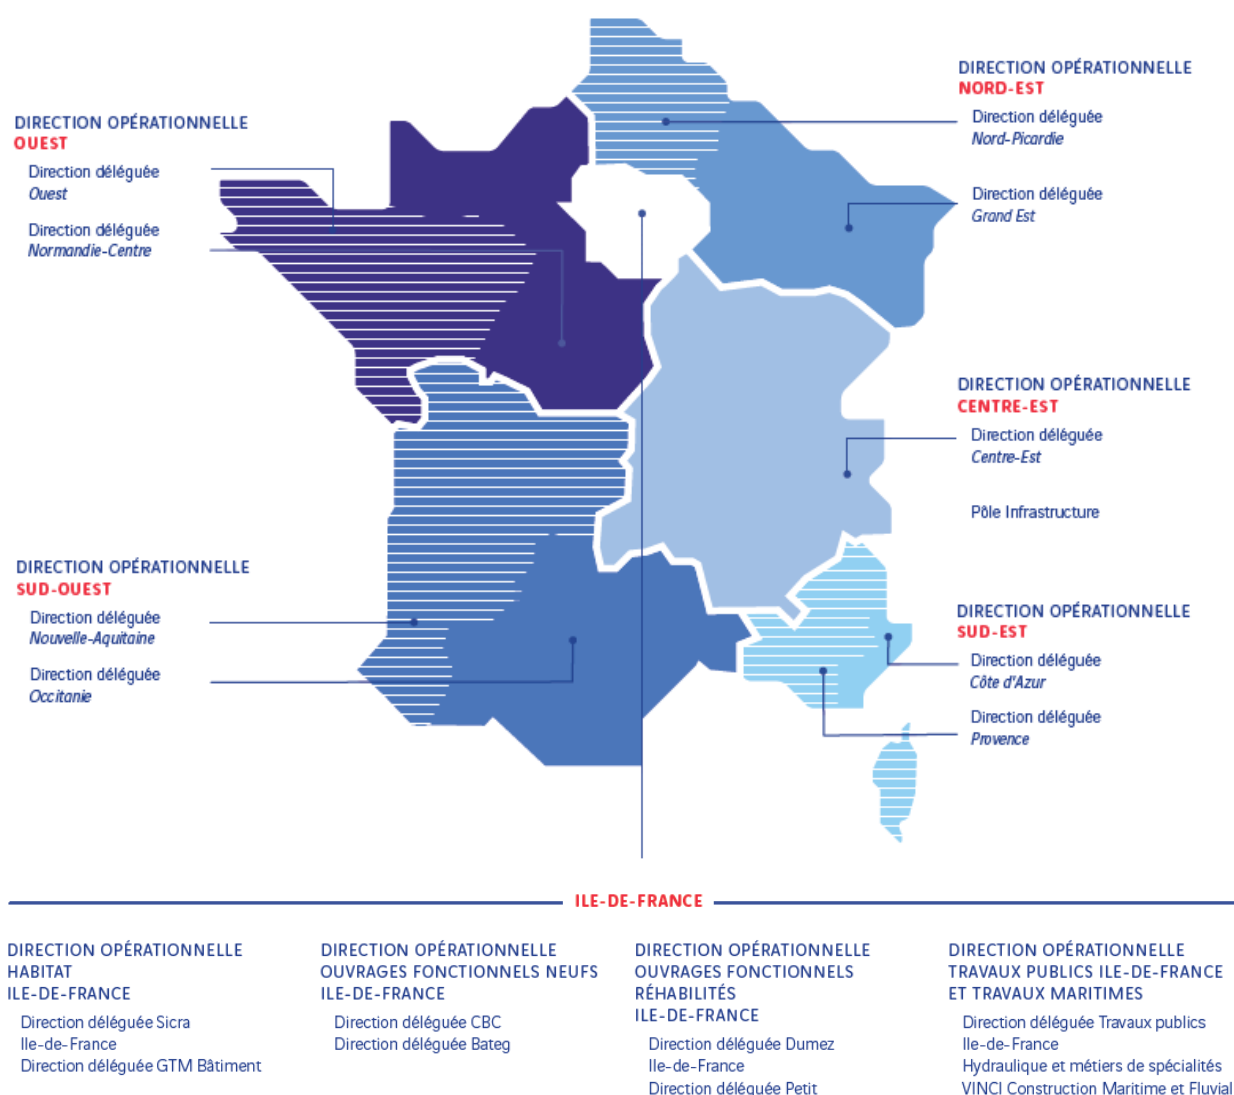 DIRECTION OPÉRATIONNELLE
OUEST
Direction déléguée
Ouest
Direction déléguée
Normandie-Centre
DIRECTION OPÉRATIONNELLE
SUD-OUEST
Direction déléguée
Nouvelle-Aquitaine
Direction déléguée
Occitanie
DIRECTION OPÉRATIONNELLE
NORD-EST
Direction déléguée
Nord-Picardie
Direction déléguée
Grand Est
DIRECTION OPÉRATIONNELLE
CENTRE-EST
Direction déléguée
Centre-Est
Pôle Infrastructure
DIRECTION OPÉRATIONNELLE
SUD-EST
Direction déléguée
Côte d'Azur
Direction déléguée
Provence
ILE-DE-FRANCE
DIRECTION OPÉRATIONNELLE
HABITAT
ILE-DE-FRANCE
Direction déléguée Sicra
Ile-de-France
Direction déléguée GTM Bâtiment
DIRECTION OPÉRATIONNELLE
OUVRAGES FONCTIONNELS NEUFS
ILE-DE-FRANCE
Direction déléguée CBC
Direction déléguée Bateg
DIRECTION OPÉRATIONNELLE
OUVRAGES FONCTIONNELS
RÉHABILITÉS
ILE-DE-FRANCE
Direction déléguée Dumez
Ile-de-France
Direction déléguée Petit
DIRECTION OPÉRATIONNELLE
TRAVAUX PUBLICS ILE-DE-FRANCE
ET TRAVAUX MARITIMES
Direction déléguée Travaux publics
Ile-de-France
Hydraulique et métiers de spécialités
VINCI Construction Maritime et Fluvial